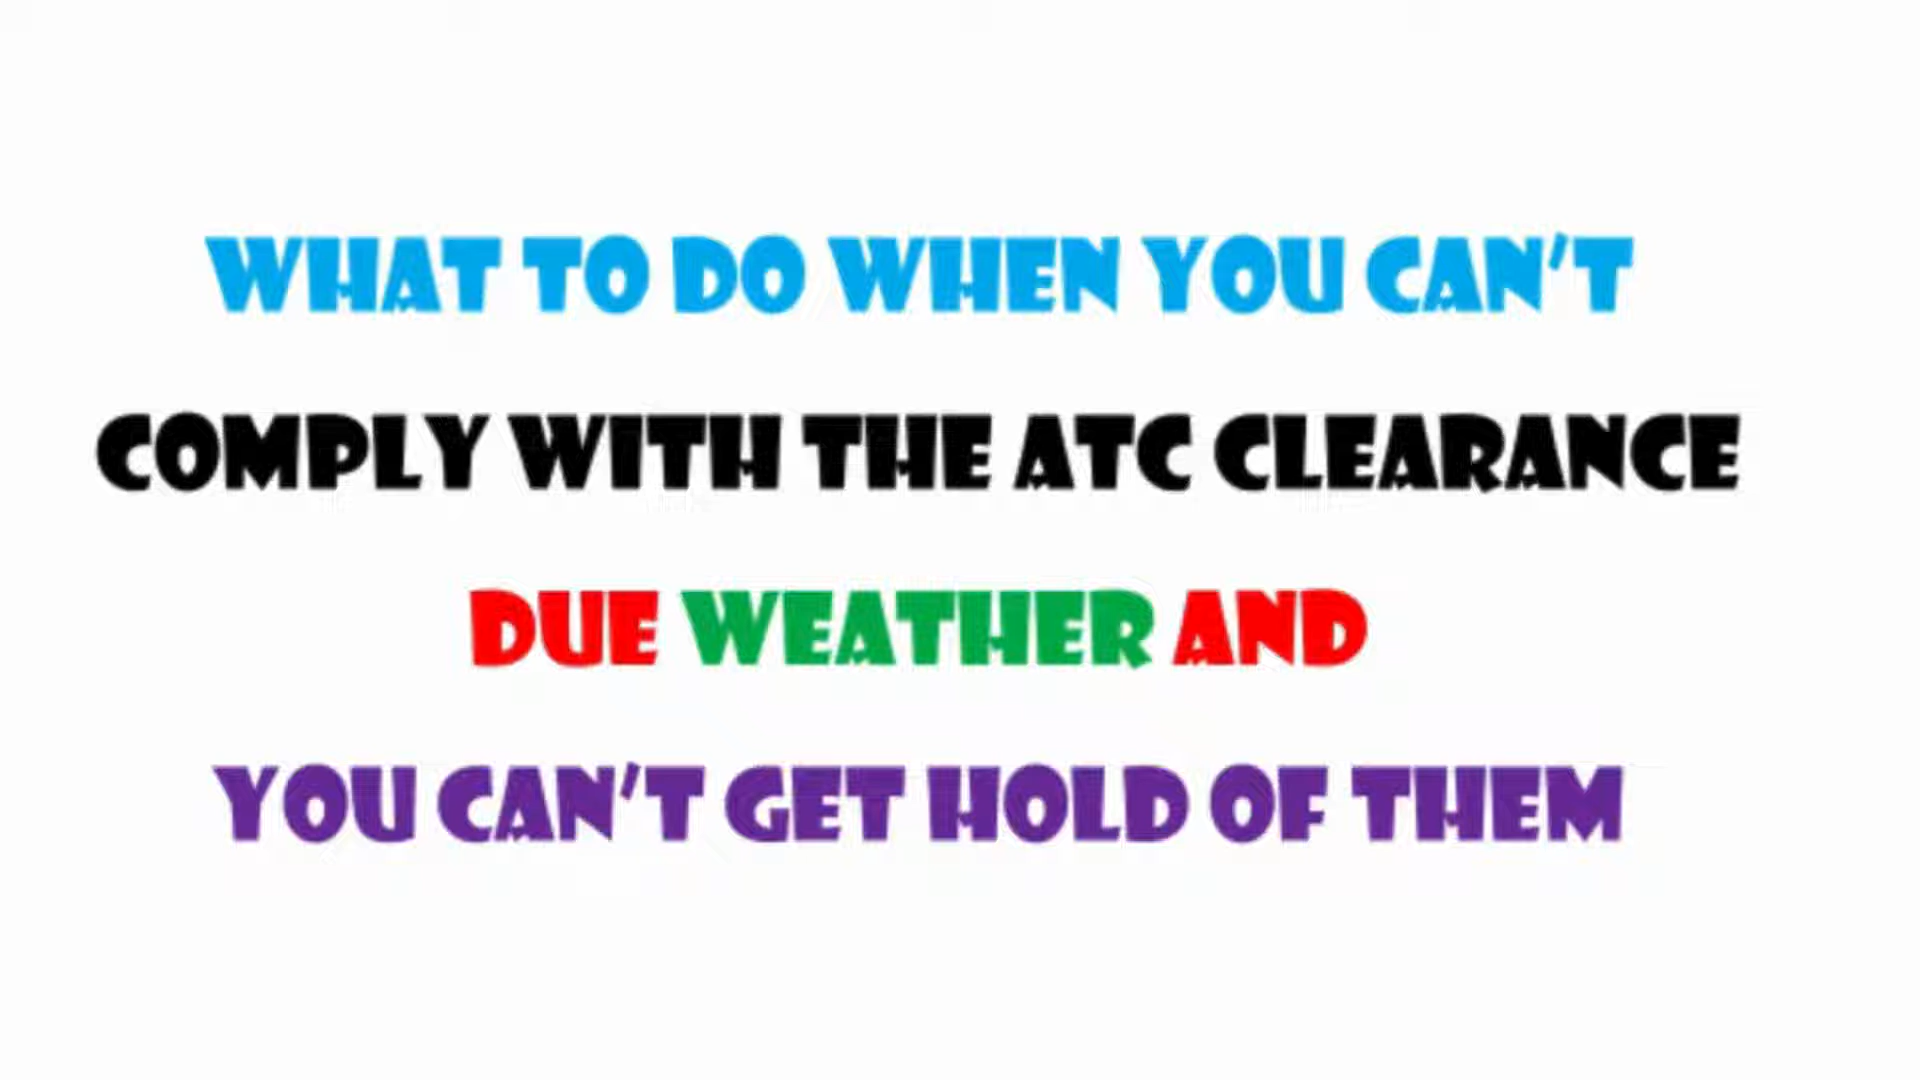 WHAT TO DO WHEN YOU CAN'T
COMPLY WITH THE ATC CLEARANCE
DUE WEATHER AND
YOU CAN'T GET HOLD OF THEM